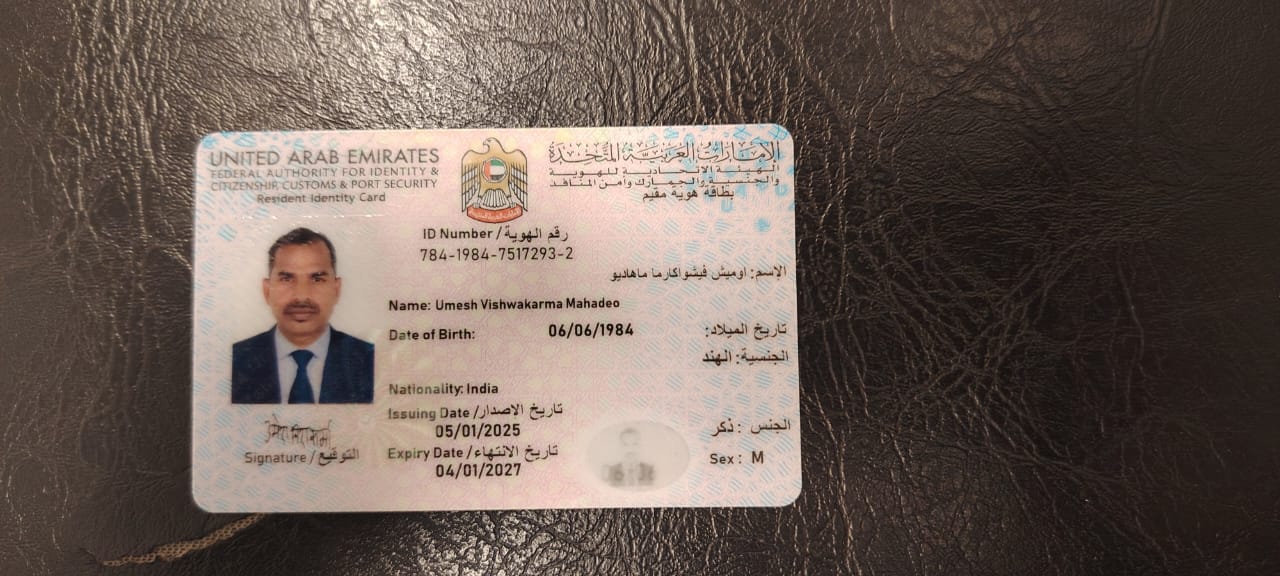 UNITED ARAB EMIRATES
FEDERAL AUTHORITY FOR IDENTITY &
CITIZENSHIP, CUSTOMS & PORT SECURITY
Resident Identity Card
الإمارات العربية المتحدة
الهيئة الاتحادية للهوية
والجنسية والجمارك وأمن المنافذ
بطاقة هوية مقيم
ID Number / رقم الهوية
784-1984-7517293-2
الإسم: اوميش فيشواكارما ماهاديو
Name: Umesh Vishwakarma Mahadeo
Date of Birth: 06/06/1984 تاريخ الميلاد:
الجنسية: الهند
Nationality: India
Issuing Date / تاريخ الإصدار
05/01/2025
Expiry Date / تاريخ الانتهاء
04/01/2027
الجنس : ذكر
Sex: M
Signature / التوقيع